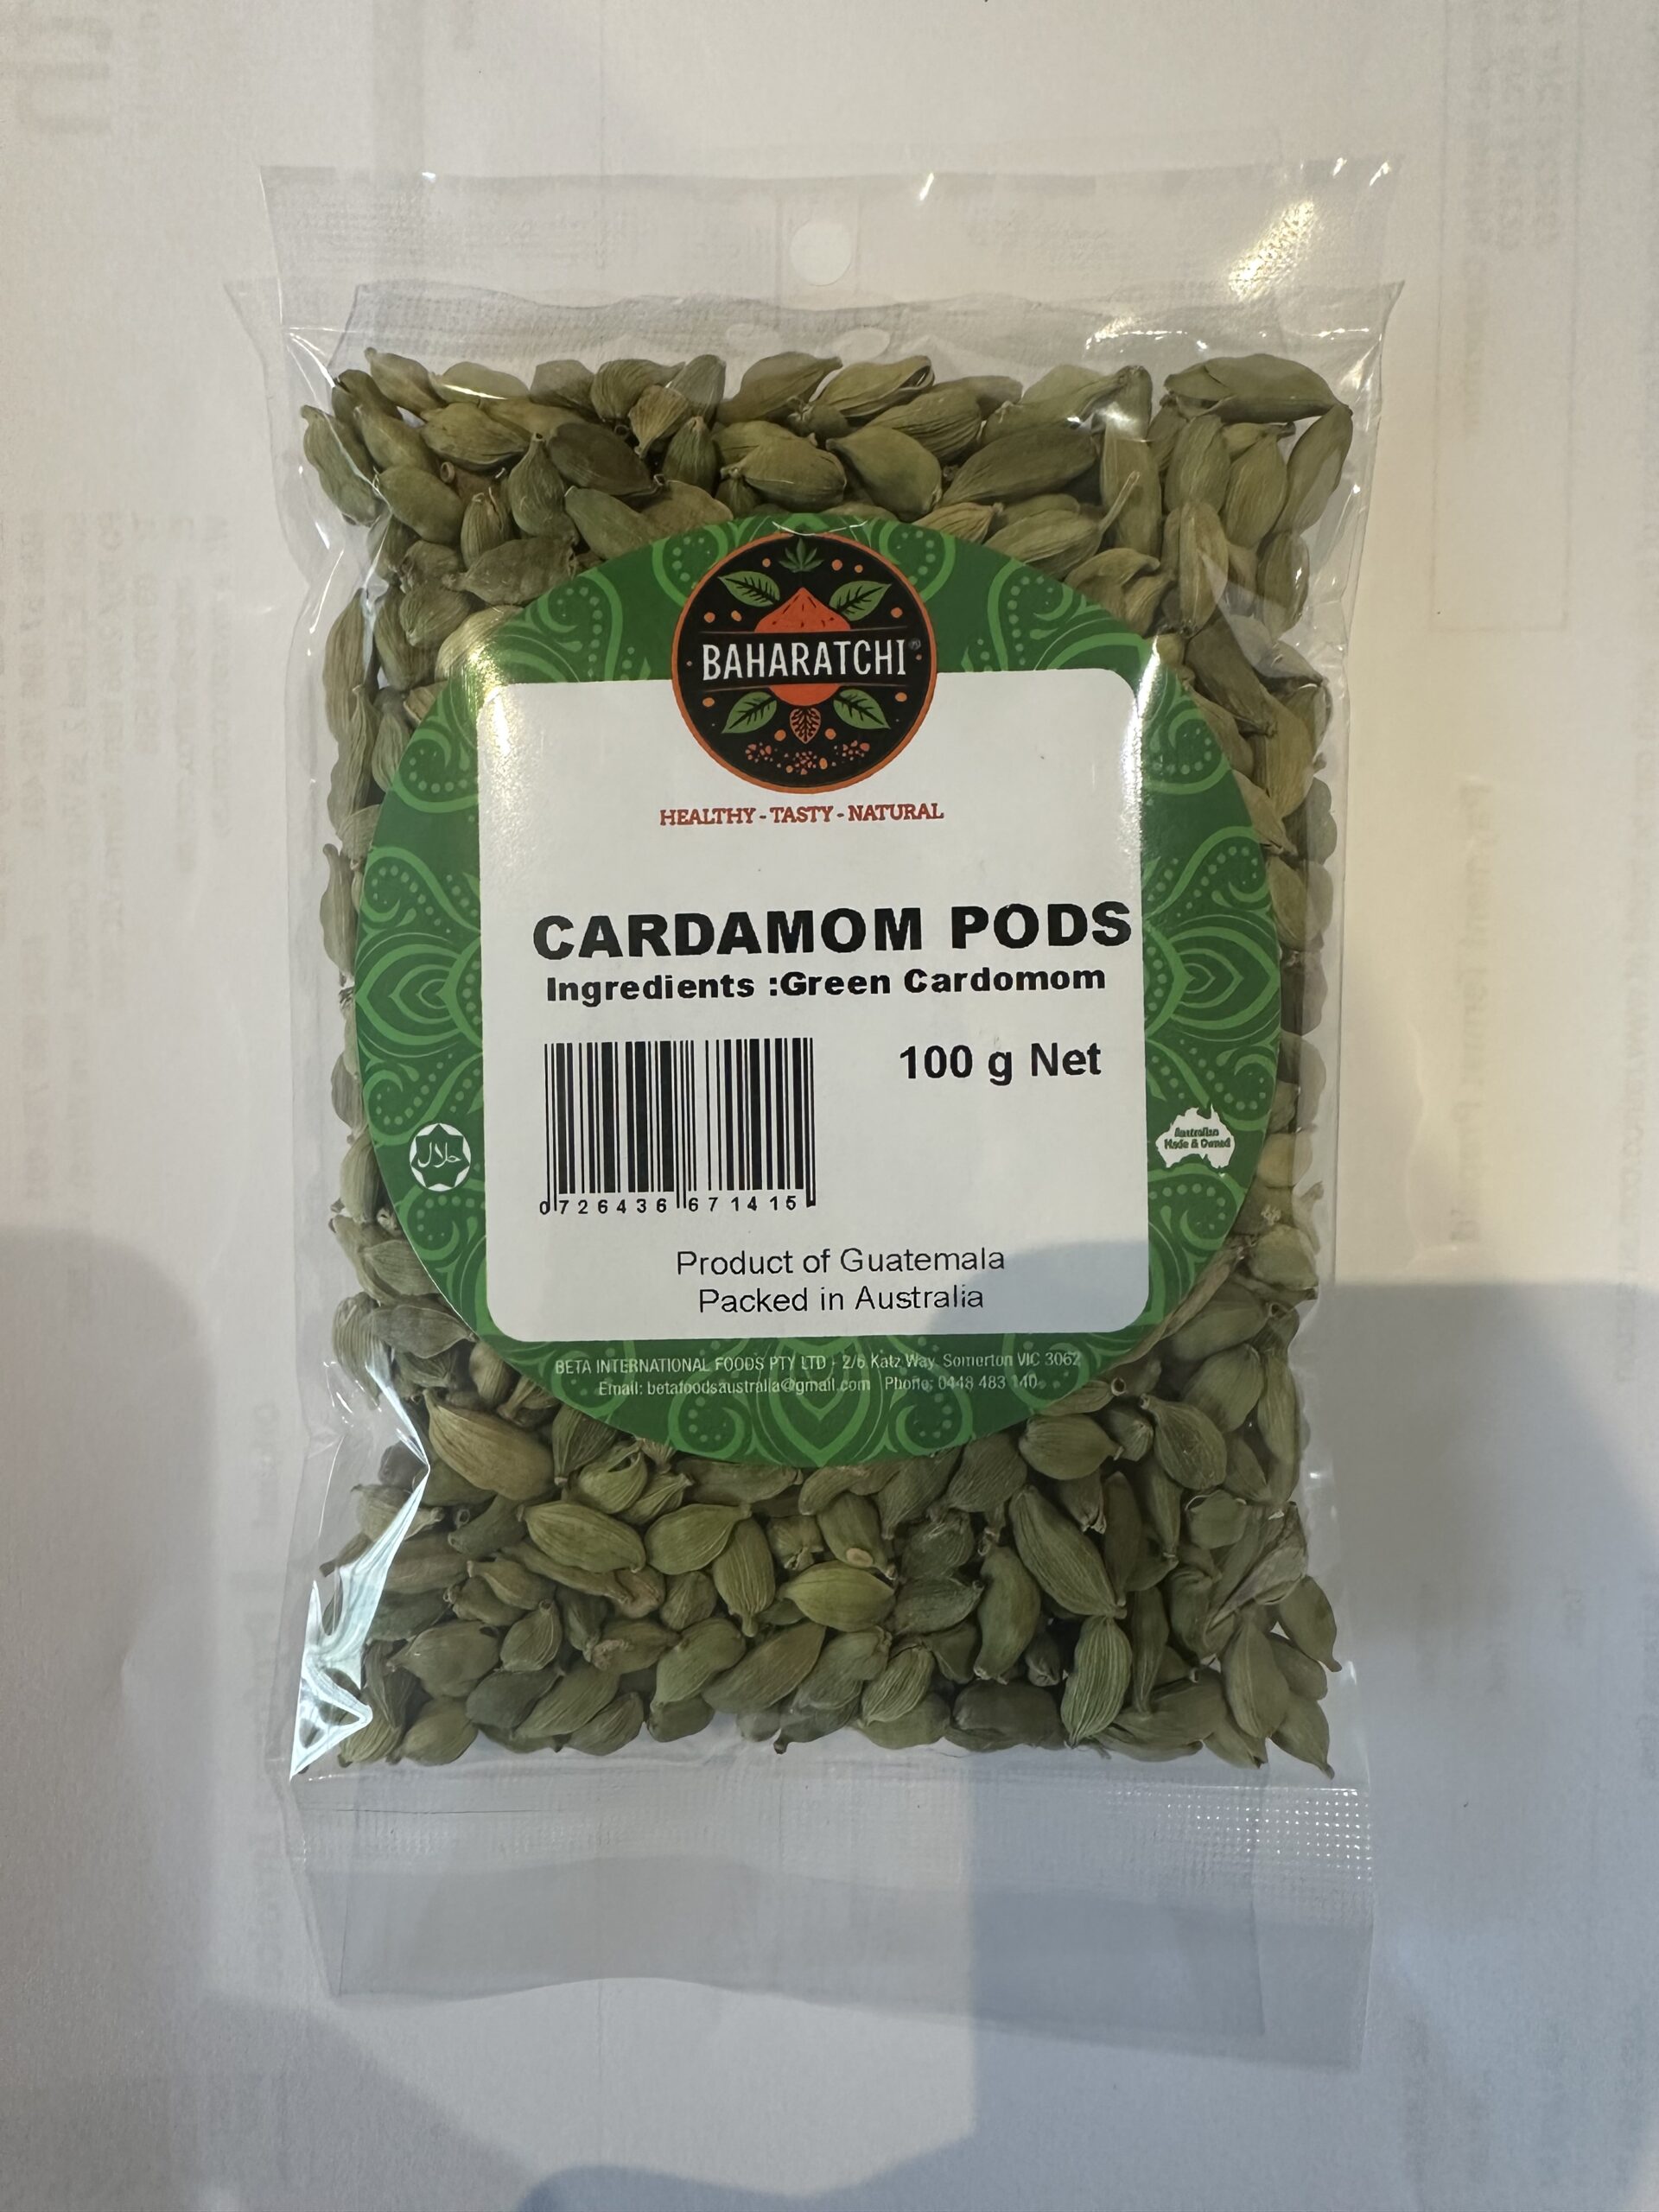 BAHARATCHI®
HEALTHY - TASTY - NATURAL
CARDAMOM PODS
Ingredients :Green Cardomom
100 g Net
0 726436 671415
حلال
Australian
Made & Owned
Product of Guatemala
Packed in Australia
BETA INTERNATIONAL FOODS PTY LTD - 2/6 Katz Way Somerton VIC 3062
Email: betafoodsaustralia@gmail.com Phone: 0448 483 140